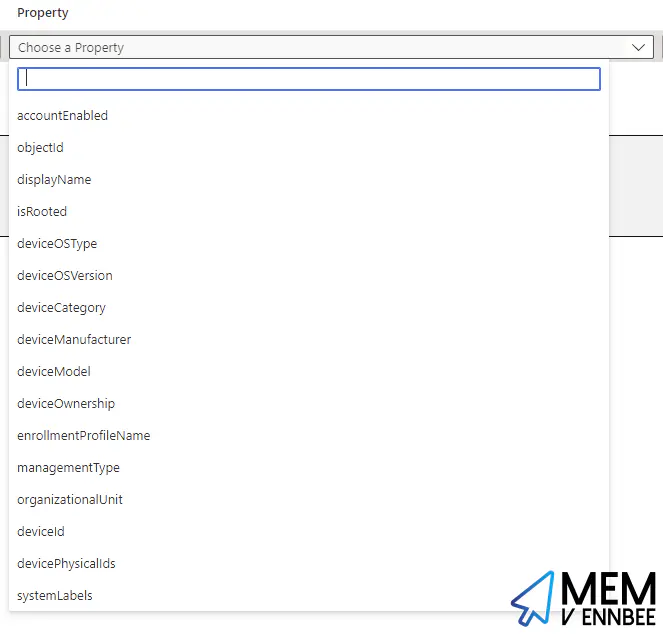 Property
Choose a Property
accountEnabled
objectId
displayName
isRooted
deviceOSType
deviceOSVersion
deviceCategory
deviceManufacturer
deviceModel
deviceOwnership
enrollmentProfileName
managementType
organizationalUnit
deviceId
devicePhysicalIds
systemLabels
MEM
V ENNBEE